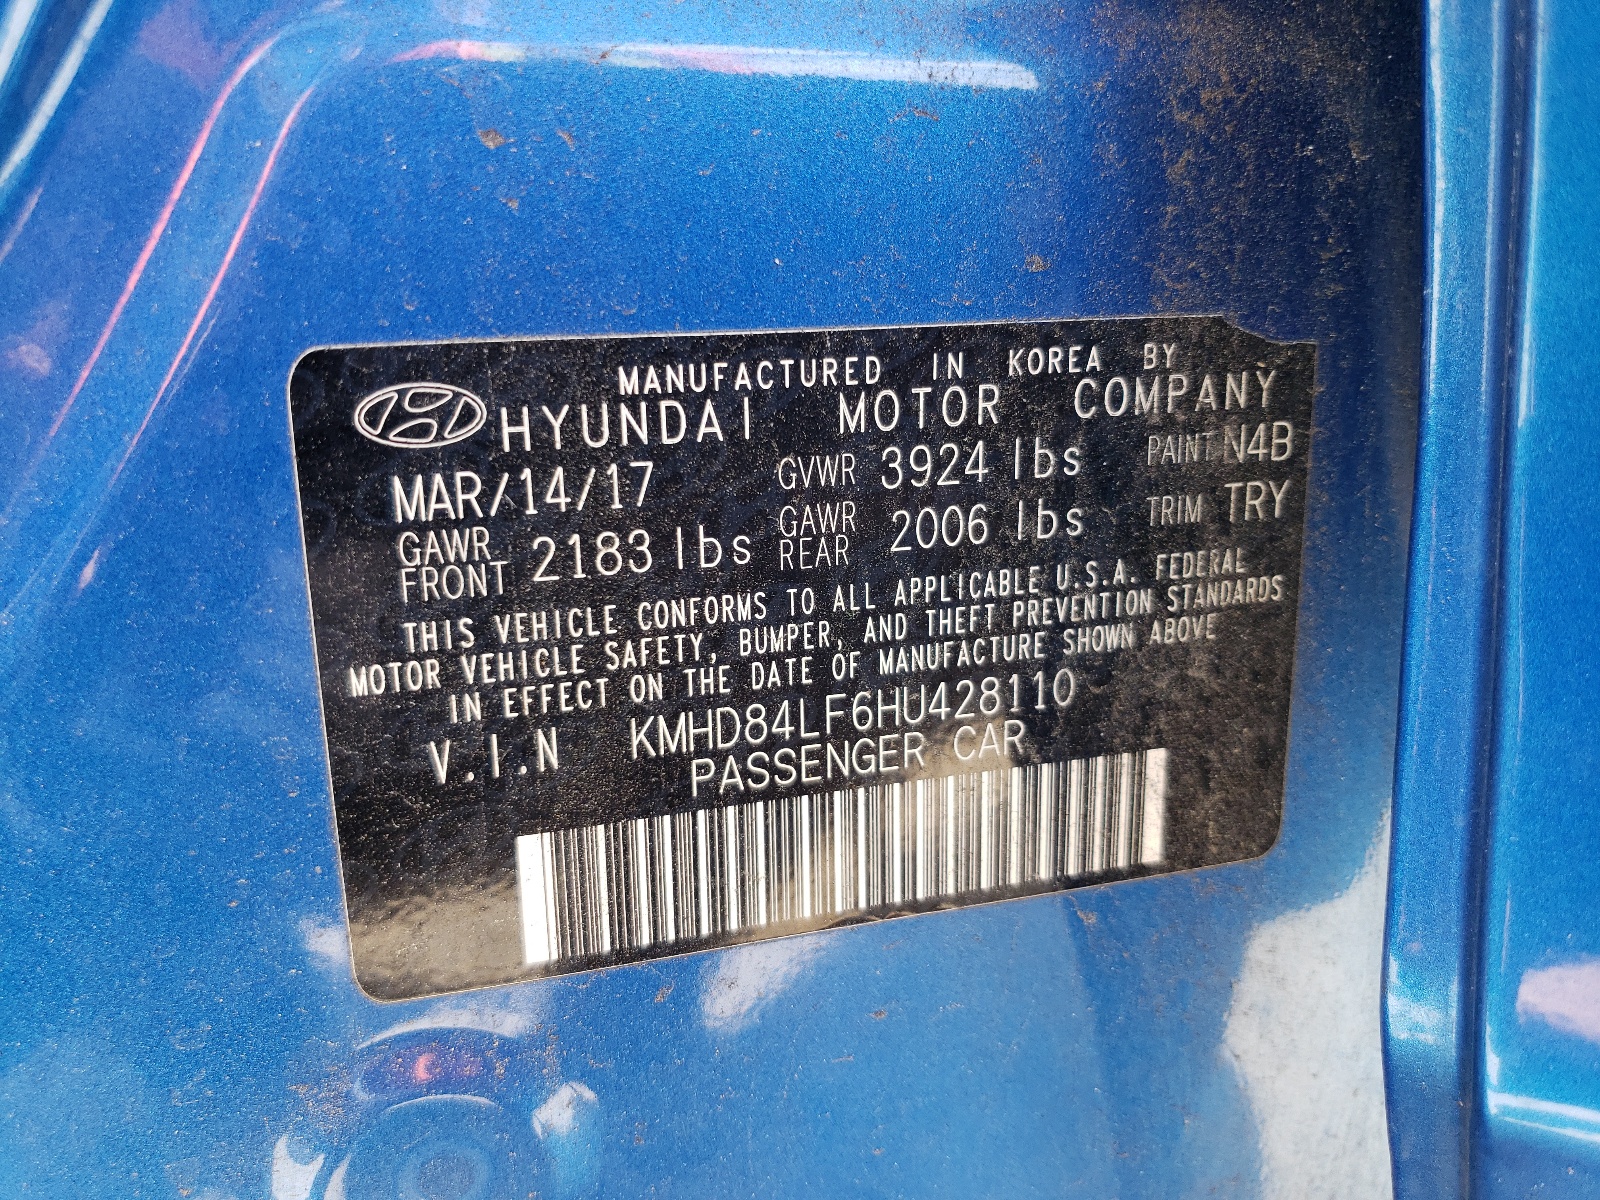 MANUFACTURED IN KOREA BY
HYUNDAI MOTOR COMPANY
MAR/14/17 GVWR 3924 lbs PAINT N4B
GAWR FRONT 2183 lbs GAWR REAR 2006 lbs TRIM TRY
THIS VEHICLE CONFORMS TO ALL APPLICABLE U.S.A. FEDERAL
MOTOR VEHICLE SAFETY, BUMPER, AND THEFT PREVENTION STANDARDS
IN EFFECT ON THE DATE OF MANUFACTURE SHOWN ABOVE
V.I.N KMHD84LF6HU428110
PASSENGER CAR